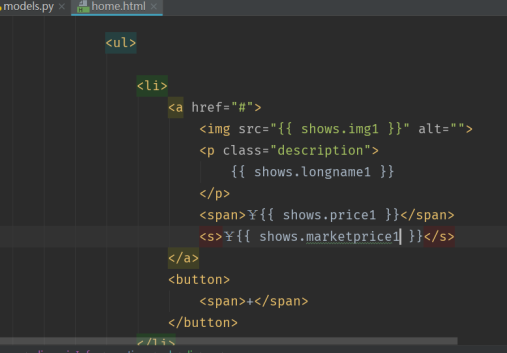 models.py × home.html ×
<ul>
<li>
<a href="#">
<img src="{{ shows.img1 }}" alt="">
<p class="description">
{{ shows.longname1 }}
</p>
<span>¥{{ shows.price1 }}</span>
<s>¥{{ shows.marketprice1 }}</s>
</a>
<button>
<span>+</span>
</button>
</li>